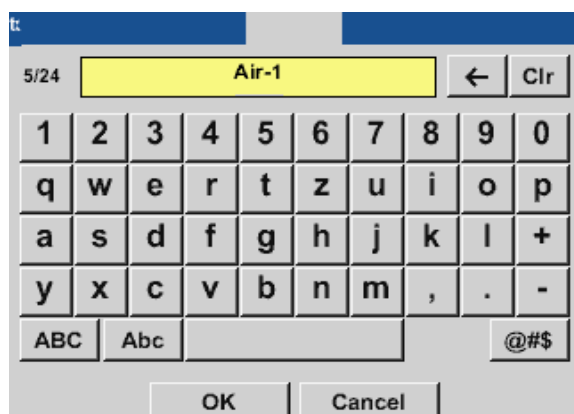 5/24 Air-1 ← Clr
1 2 3 4 5 6 7 8 9 0
q w e r t z u i o p
a s d f g h j k l +
y x c v b n m , . -
ABC Abc @#$
OK Cancel